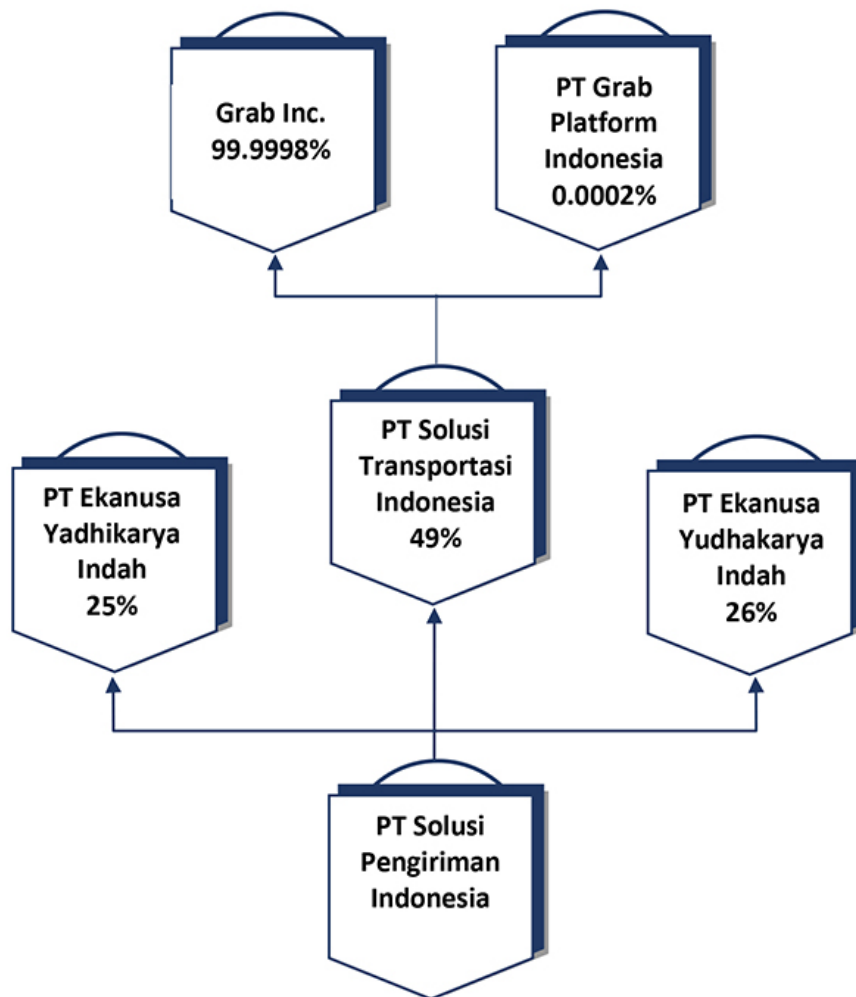 Grab Inc.
99.9998%
PT Grab
Platform
Indonesia
0.0002%
PT Solusi
Transportasi
Indonesia
49%
PT Ekanusa
Yadhikarya
Indah
25%
PT Ekanusa
Yudhakarya
Indah
26%
PT Solusi
Pengiriman
Indonesia